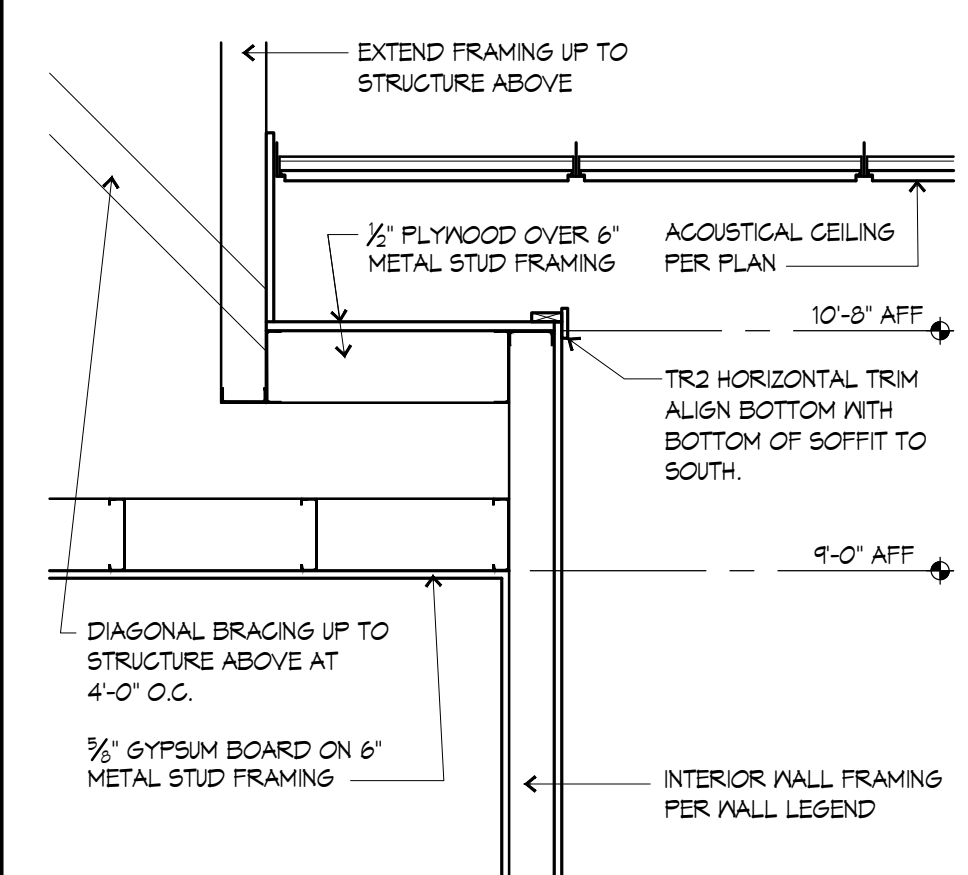 EXTEND FRAMING UP TO
STRUCTURE ABOVE
½" PLYWOOD OVER 6"
METAL STUD FRAMING
ACOUSTICAL CEILING
PER PLAN
10'-8" AFF
TR2 HORIZONTAL TRIM
ALIGN BOTTOM WITH
BOTTOM OF SOFFIT TO
SOUTH.
9'-0" AFF
DIAGONAL BRACING UP TO
STRUCTURE ABOVE AT
4'-0" O.C.
⅝" GYPSUM BOARD ON 6"
METAL STUD FRAMING
INTERIOR WALL FRAMING
PER WALL LEGEND